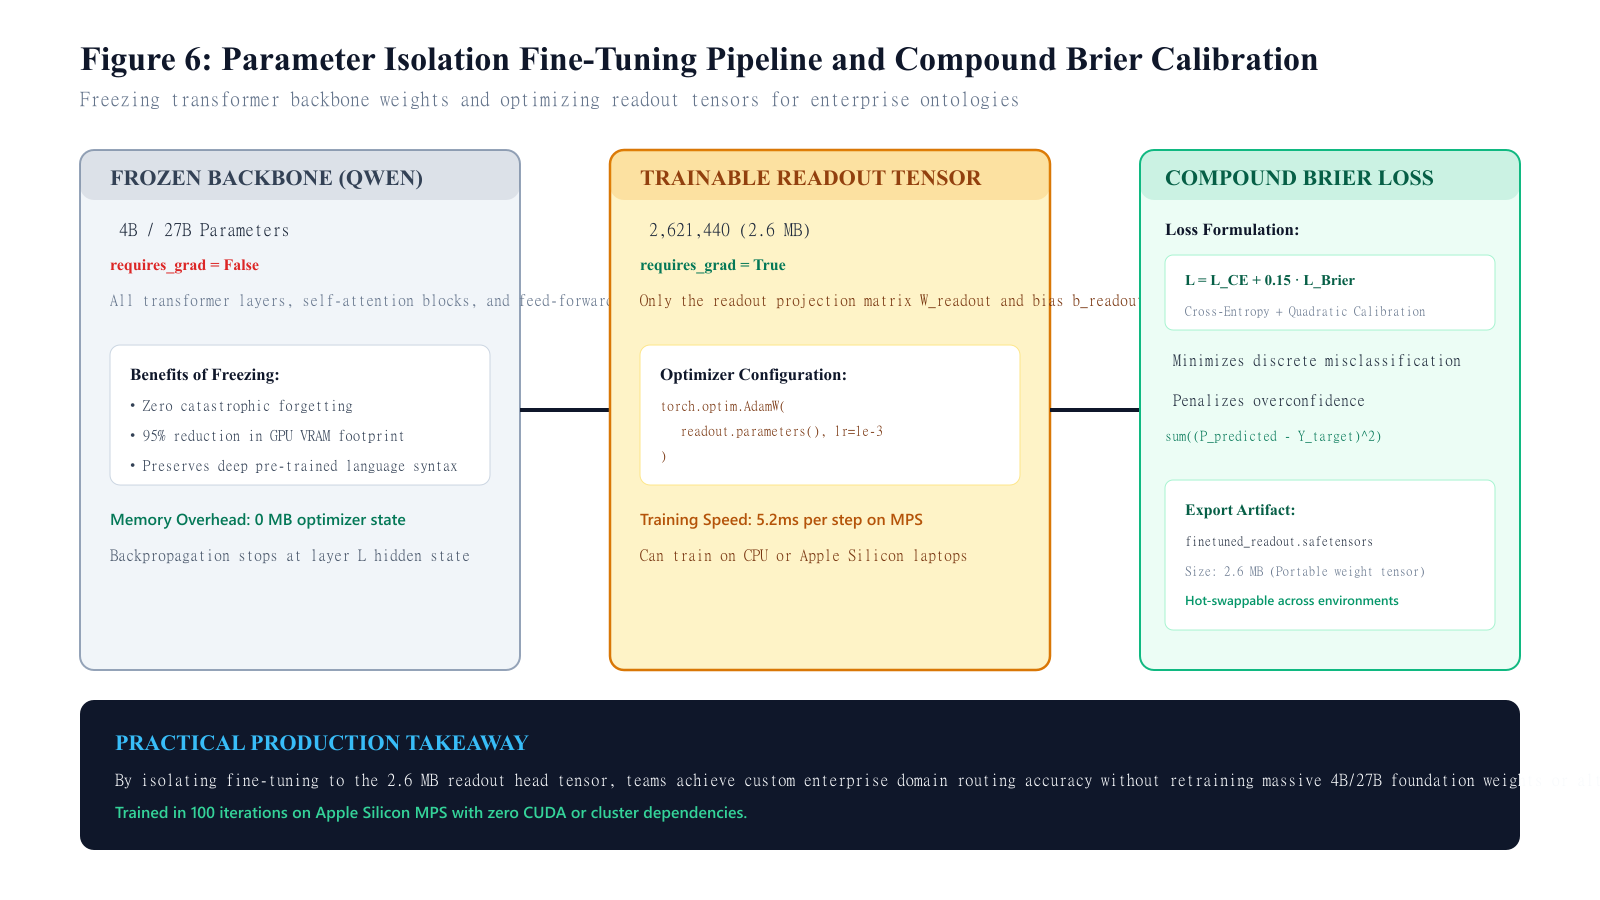 Figure 6: Parameter Isolation Fine-Tuning Pipeline and Compound Brier Calibration
Freezing transformer backbone weights and optimizing readout tensors for enterprise ontologies
FROZEN BACKBONE (QWEN)
4B / 27B Parameters
requires_grad = False
All transformer layers, self-attention blocks, and feed-forward
Benefits of Freezing:
• Zero catastrophic forgetting
• 95% reduction in GPU VRAM footprint
• Preserves deep pre-trained language syntax
Memory Overhead: 0 MB optimizer state
Backpropagation stops at layer L hidden state
TRAINABLE READOUT TENSOR
2,621,440 (2.6 MB)
requires_grad = True
Only the readout projection matrix W_readout and bias b_readout
Optimizer Configuration:
torch.optim.AdamW(
readout.parameters(), lr=1e-3
)
Training Speed: 5.2ms per step on MPS
Can train on CPU or Apple Silicon laptops
COMPOUND BRIER LOSS
Loss Formulation:
L = L_CE + 0.15 · L_Brier
Cross-Entropy + Quadratic Calibration
Minimizes discrete misclassification
Penalizes overconfidence
sum((P_predicted - Y_target)^2)
Export Artifact:
finetuned_readout.safetensors
Size: 2.6 MB (Portable weight tensor)
Hot-swappable across environments
PRACTICAL PRODUCTION TAKEAWAY
By isolating fine-tuning to the 2.6 MB readout head tensor, teams achieve custom enterprise domain routing accuracy without retraining massive 4B/27B foundation
Trained in 100 iterations on Apple Silicon MPS with zero CUDA or cluster dependencies.